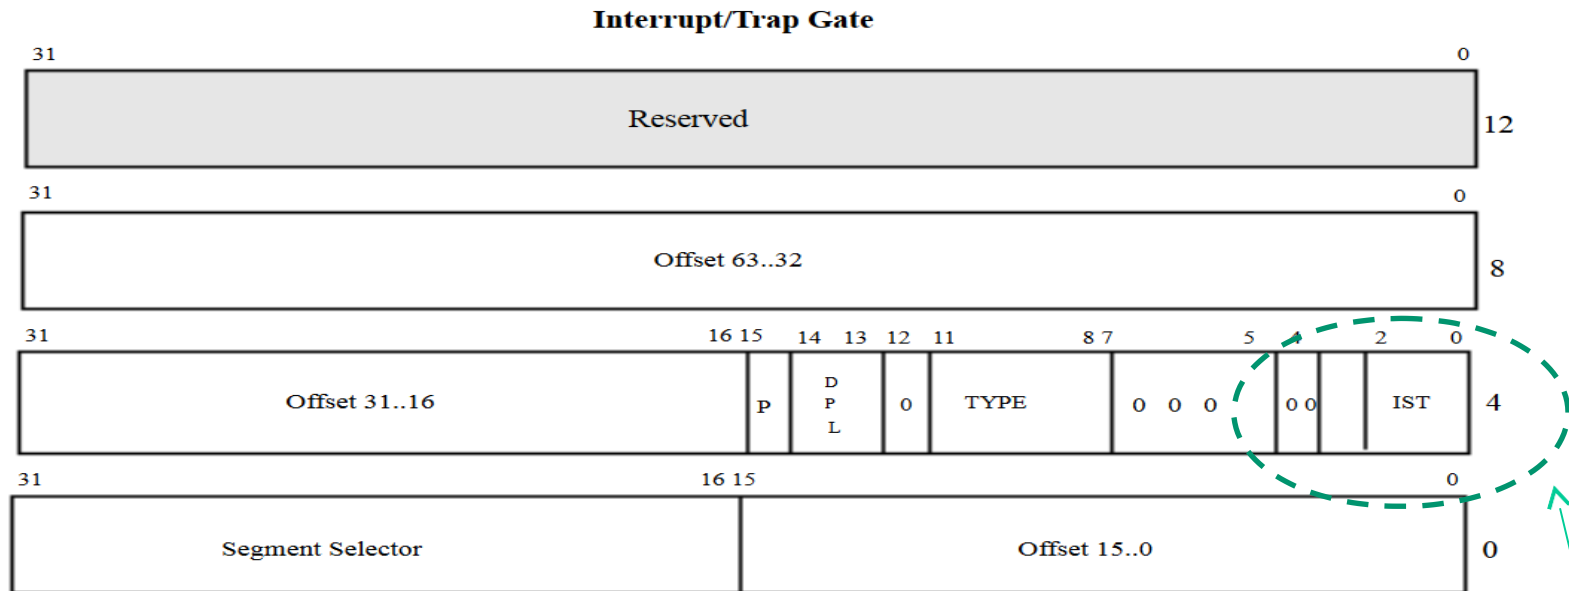 Interrupt/Trap Gate
31 0
Reserved 12
31 0
Offset 63..32 8
31 16 15 14 13 12 11 8 7 5 4 2 0
Offset 31..16 P D P L 0 TYPE 0 0 0 0 0 IST 4
31 16 15 0
Segment Selector Offset 15..0 0